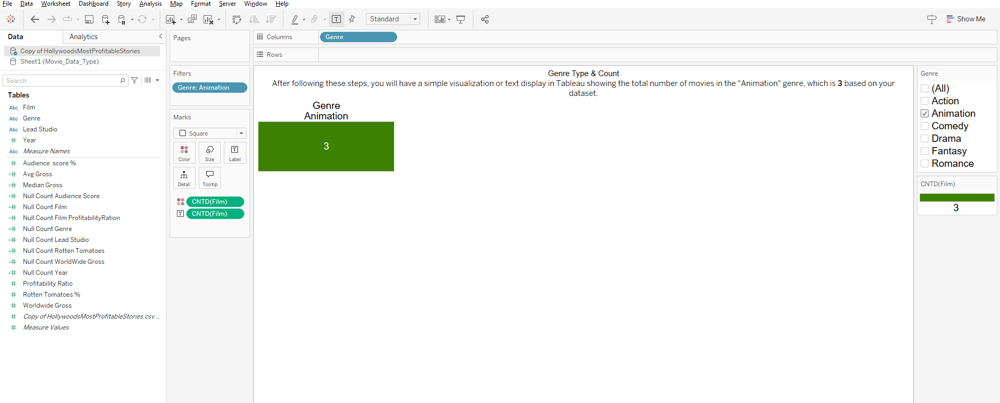 File Data Worksheet Dashboard Story Analysis Map Format Server Window Help
Standard
Show Me
Data Analytics
Copy of HollywoodsMostProfitableStories
Sheet1 (Movie_Data_Type)
Search
Tables
Abc Film
Abc Genre
Abc Lead Studio
# Year
Abc Measure Names
# Audience score %
=# Avg Gross
=# Median Gross
=# Null Count Audience Score
=# Null Count Film
=# Null Count Film ProfitabilityRation
=# Null Count Genre
=# Null Count Lead Studio
=# Null Count Rotten Tomatoes
=# Null Count WorldWide Gross
=# Null Count Year
# Profitability Ratio
# Rotten Tomatoes %
# Worldwide Gross
# Copy of HollywoodsMostProfitableStories.csv ...
# Measure Values
Pages
Filters
Genre: Animation
Marks
Square
Color Size T Label
Detail Tooltip
CNTD(Film)
T CNTD(Film)
Columns Genre
Rows
Genre Type & Count
After following these steps, you will have a simple visualization or text display in Tableau showing the total number of movies in the "Animation" genre, which is 3 based on your
dataset.
Genre
Animation
3
Genre
(All)
Action
Animation
Comedy
Drama
Fantasy
Romance
CNTD(Film)
3